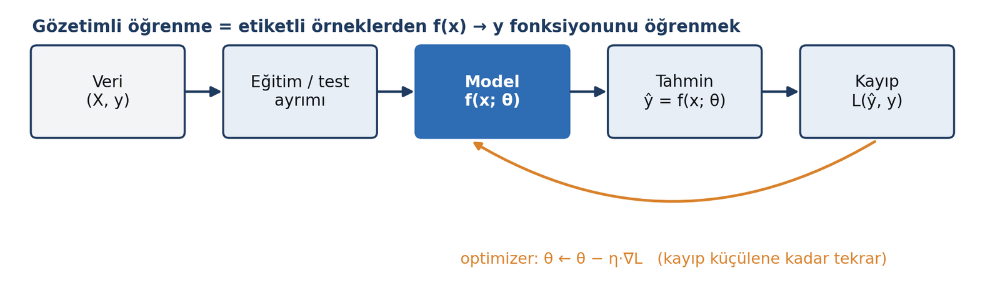 Gözetimli öğrenme = etiketli örneklerden f(x) → y fonksiyonunu öğrenmek
Veri
(X, y)
Eğitim / test
ayrımı
Model
f(x; θ)
Tahmin
ŷ = f(x; θ)
Kayıp
L(ŷ, y)
optimizer: θ ← θ − η·∇L   (kayıp küçülene kadar tekrar)